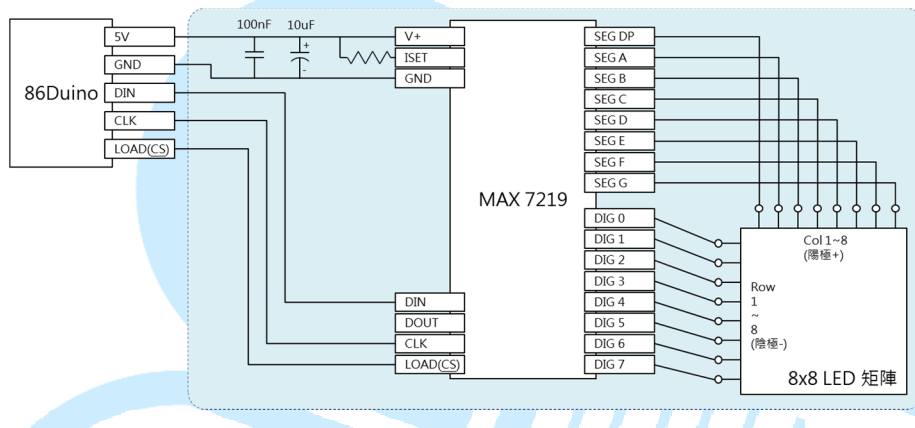 86Duino
5V
GND
DIN
CLK
LOAD(CS)
100nF
10uF
+
-
MAX 7219
V+
ISET
GND
DIN
DOUT
CLK
LOAD(CS)
SEG DP
SEG A
SEG B
SEG C
SEG D
SEG E
SEG F
SEG G
DIG 0
DIG 1
DIG 2
DIG 3
DIG 4
DIG 5
DIG 6
DIG 7
Col 1~8
(陽極+)
Row
1
~
8
(陰極-)
8x8 LED 矩陣